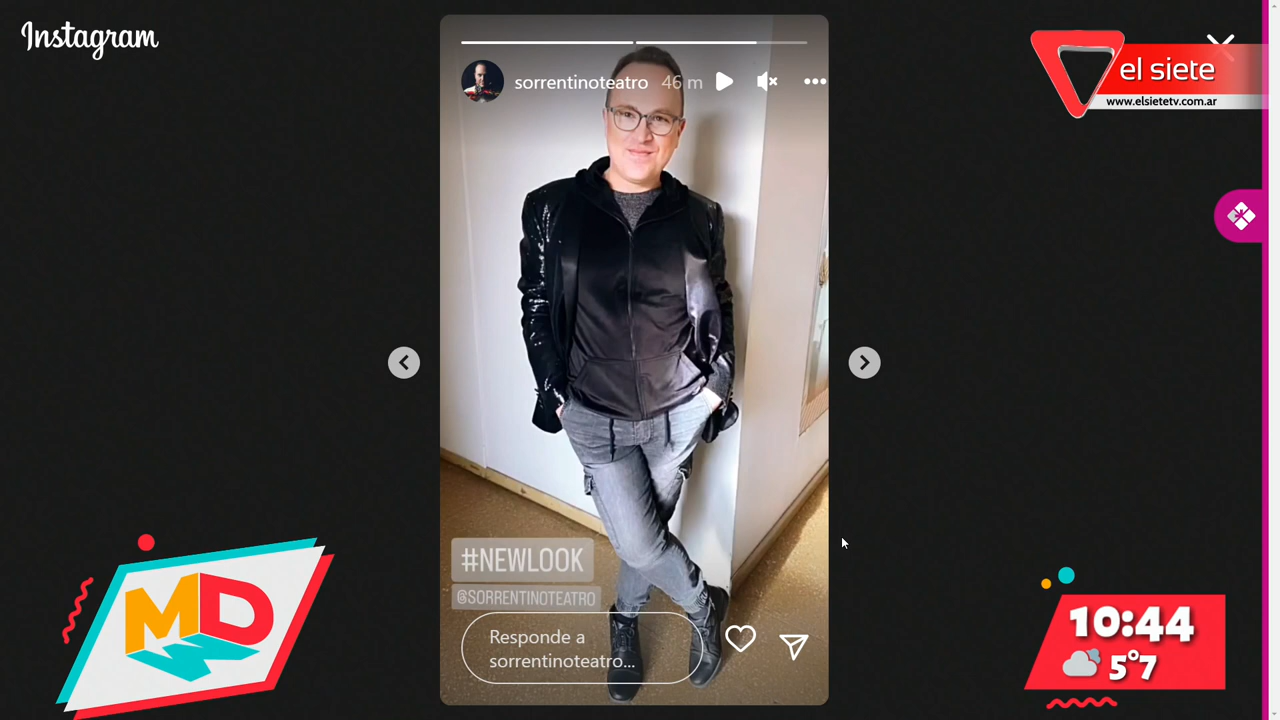 Instagram
sorrentinoteatro 46 m
el siete
www.elsietetv.com.ar
#NEWLOOK
@SORRENTINOTEATRO
Responde a
sorrentinoteatro...
MD
10:44
5°7